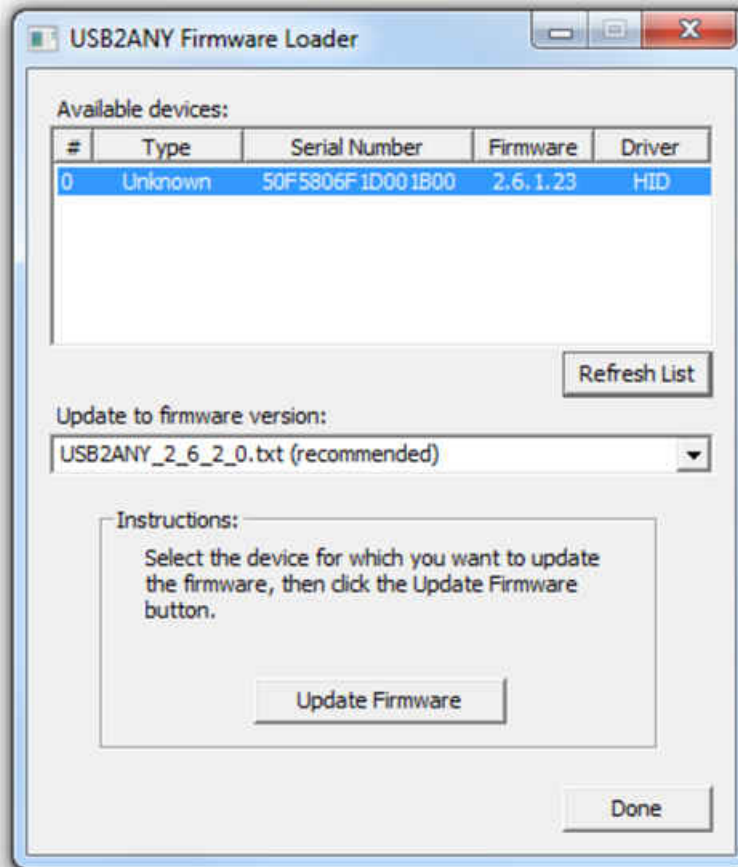 USB2ANY Firmware Loader
Available devices:
# Type Serial Number Firmware Driver
0 Unknown 50F5806F1D001B00 2.6.1.23 HID
Refresh List
Update to firmware version:
USB2ANY_2_6_2_0.txt (recommended)
Instructions:
Select the device for which you want to update
the firmware, then click the Update Firmware
button.
Update Firmware
Done